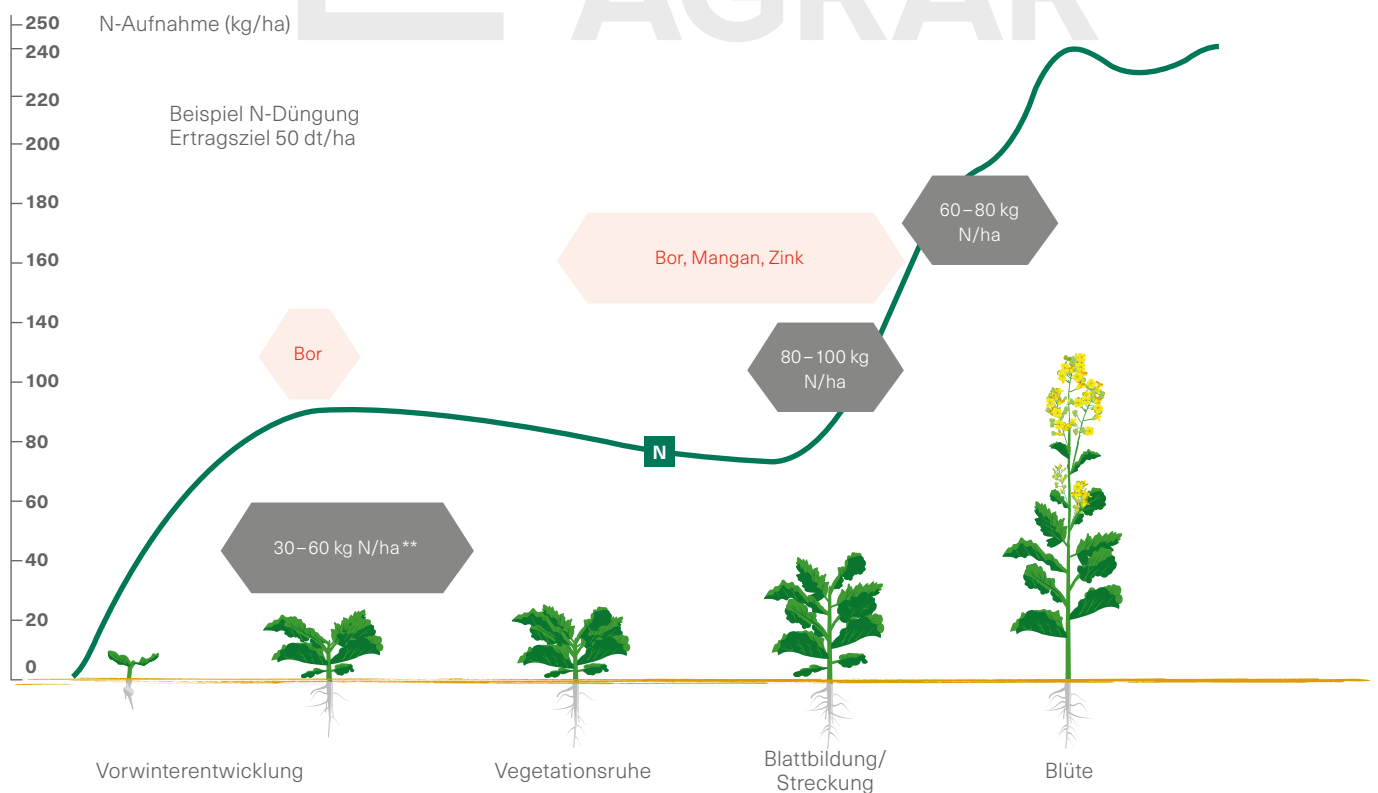 AGRAR
250
N-Aufnahme (kg/ha)
240
220
Beispiel N-Düngung
Ertragsziel 50 dt/ha
200
180
60–80 kg
N/ha
160
Bor, Mangan, Zink
140
Bor
80–100 kg
N/ha
100
80
N
60
30–60 kg N/ha**
40
20
0
Vorwinterentwicklung
Vegetationsruhe
Blattbildung/
Streckung
Blüte